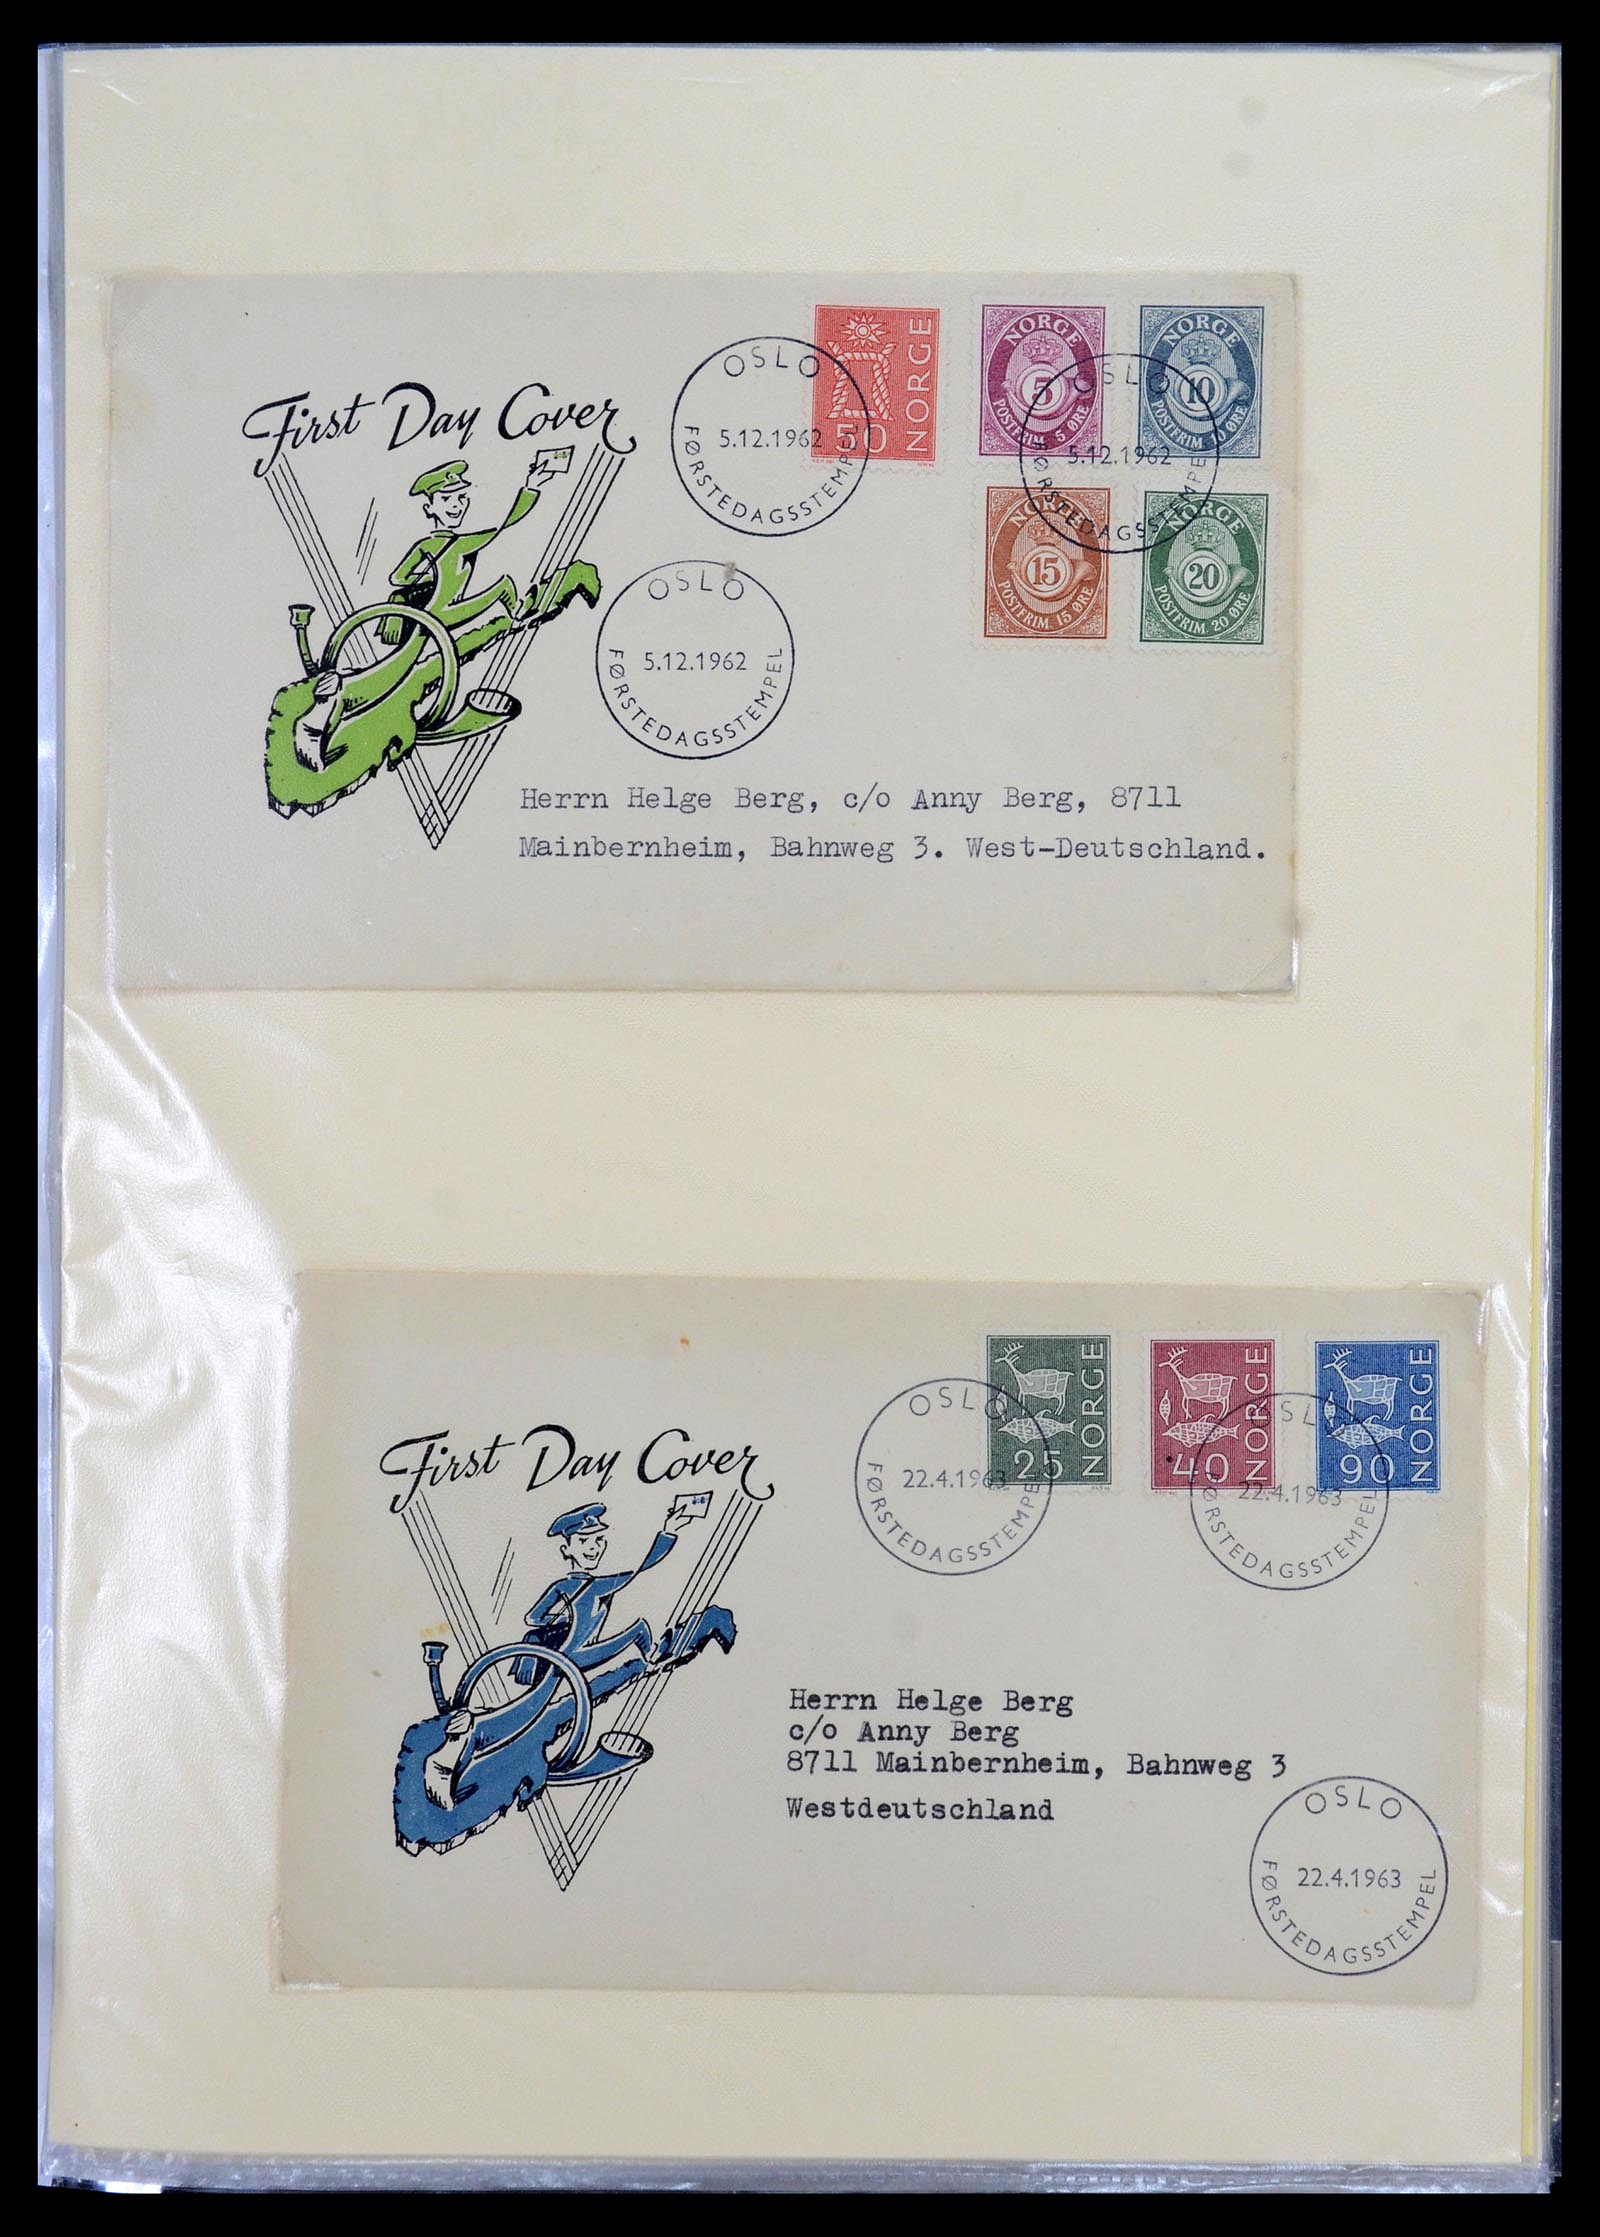 First Day Cover
OSLO
5.12.1962
FØRSTEDAGSSTEMPEL
50 NORGE
NORGE
5
POSTFRIM. 5 ØRE
NORGE
10
POSTFRIM. 10 ØRE
OSLO
5.12.1962
FØRSTEDAGSSTEMPEL
NORGE
15
POSTFRIM. 15 ØRE
NORGE
20
POSTFRIM. 20 ØRE
OSLO
5.12.1962
FØRSTEDAGSSTEMPEL
Herrn Helge Berg, c/o Anny Berg, 8711
Mainbernheim, Bahnweg 3. West-Deutschland.
First Day Cover
OSLO
22.4.1963
FØRSTEDAGSSTEMPEL
25 NORGE
40 NORGE
90 NORGE
OSLO
22.4.1963
FØRSTEDAGSSTEMPEL
Herrn Helge Berg
c/o Anny Berg
8711 Mainbernheim, Bahnweg 3
Westdeutschland
OSLO
22.4.1963
FØRSTEDAGSSTEMPEL